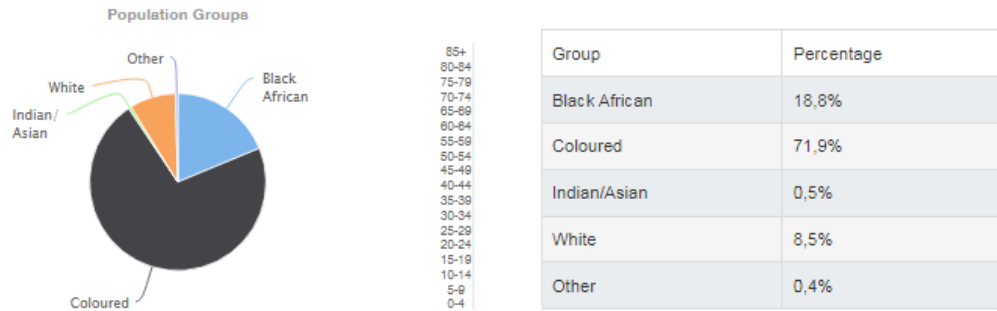 Population Groups
Other
White
Indian/
Asian
Black
African
Coloured
85+
80-84
75-79
70-74
65-69
60-64
55-59
50-54
45-49
40-44
35-39
30-34
25-29
20-24
15-19
10-14
5-9
0-4
Group Percentage
Black African 18,8%
Coloured 71,9%
Indian/Asian 0,5%
White 8,5%
Other 0,4%